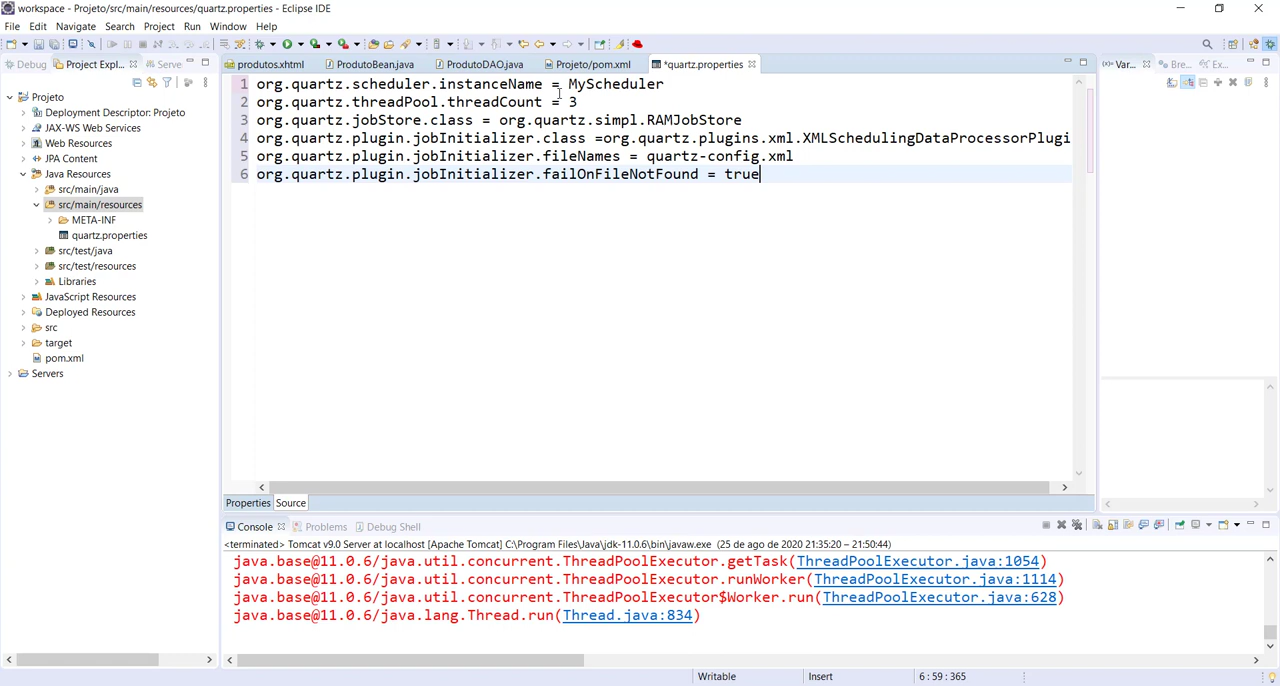 workspace - Projeto/src/main/resources/quartz.properties - Eclipse IDE
File Edit Navigate Search Project Run Window Help
Debug Project Expl... Serve
produtos.xhtml ProdutoBean.java ProdutoDAO.java Projeto/pom.xml *quartz.properties
Var... Bre... Ex...
Projeto
Deployment Descriptor: Projeto
JAX-WS Web Services
Web Resources
JPA Content
Java Resources
src/main/java
src/main/resources
META-INF
quartz.properties
src/test/java
src/test/resources
Libraries
JavaScript Resources
Deployed Resources
src
target
pom.xml
Servers
1 org.quartz.scheduler.instanceName = MyScheduler
2 org.quartz.threadPool.threadCount = 3
3 org.quartz.jobStore.class = org.quartz.simpl.RAMJobStore
4 org.quartz.plugin.jobInitializer.class =org.quartz.plugins.xml.XMLSchedulingDataProcessorPlugi
5 org.quartz.plugin.jobInitializer.fileNames = quartz-config.xml
6 org.quartz.plugin.jobInitializer.failOnFileNotFound = true
Properties Source
Console Problems Debug Shell
<terminated> Tomcat v9.0 Server at localhost [Apache Tomcat] C:\Program Files\Java\jdk-11.0.6\bin\javaw.exe (25 de ago de 2020 21:35:20 – 21:50:44)
java.base@11.0.6/java.util.concurrent.ThreadPoolExecutor.getTask(ThreadPoolExecutor.java:1054)
java.base@11.0.6/java.util.concurrent.ThreadPoolExecutor.runWorker(ThreadPoolExecutor.java:1114)
java.base@11.0.6/java.util.concurrent.ThreadPoolExecutor$Worker.run(ThreadPoolExecutor.java:628)
java.base@11.0.6/java.lang.Thread.run(Thread.java:834)
Writable Insert 6 : 59 : 365